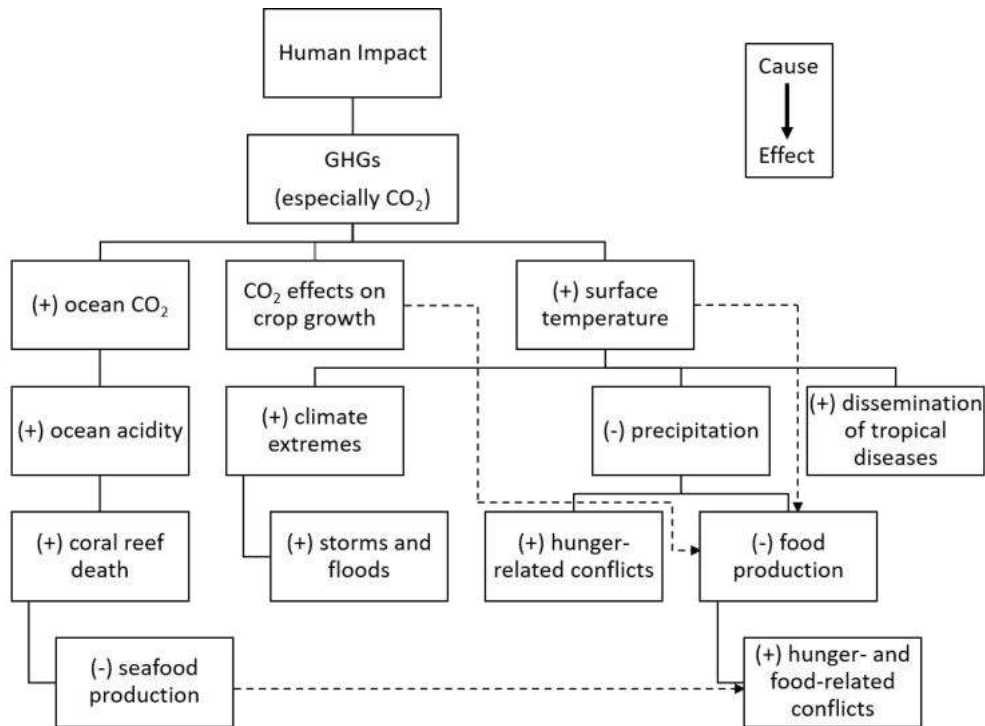 Human Impact
Cause
Effect
GHGs
(especially CO₂)
(+) ocean CO₂
CO₂ effects on
crop growth
(+) surface
temperature
(+) ocean acidity
(+) climate
extremes
(-) precipitation
(+) dissemination
of tropical
diseases
(+) coral reef
death
(+) storms and
floods
(+) hunger-
related conflicts
(-) food
production
(-) seafood
production
(+) hunger- and
food-related
conflicts